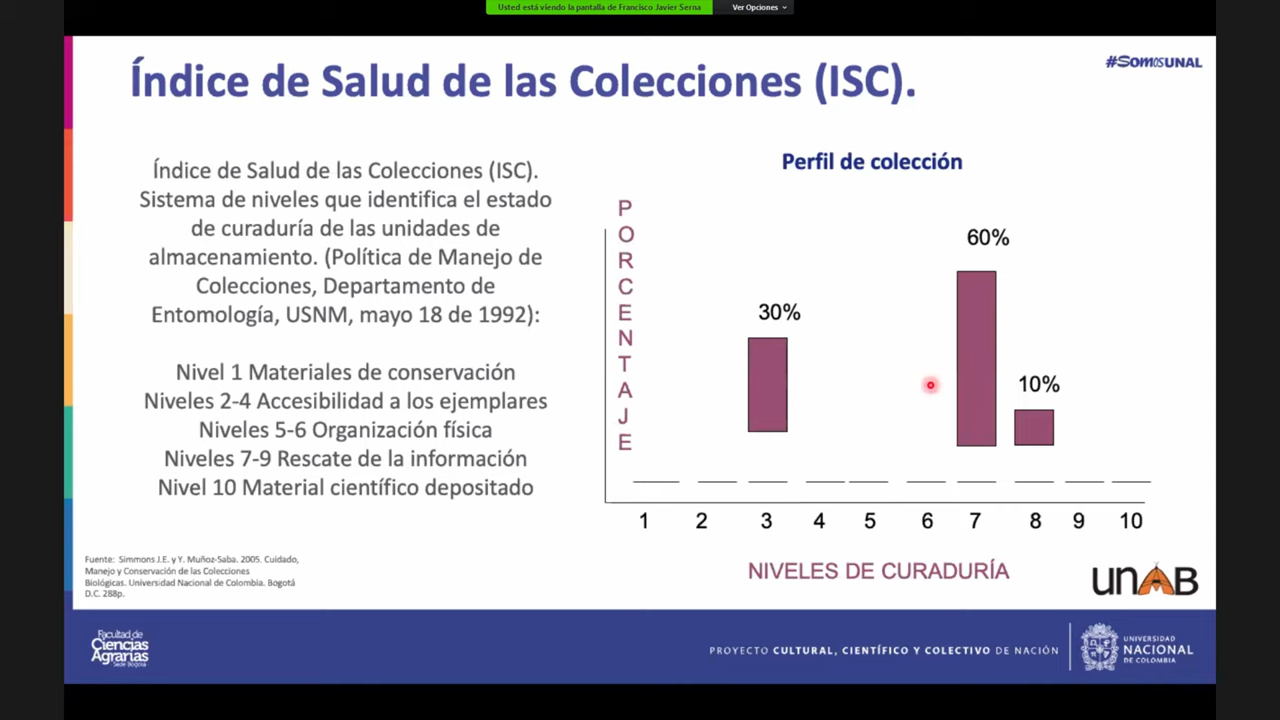 Usted está viendo la pantalla de Francisco Javier Serna
Ver Opciones
#SomosUNAL
Índice de Salud de las Colecciones (ISC).
Índice de Salud de las Colecciones (ISC).
Sistema de niveles que identifica el estado
de curaduría de las unidades de
almacenamiento. (Política de Manejo de
Colecciones, Departamento de
Entomología, USNM, mayo 18 de 1992):
Nivel 1 Materiales de conservación
Niveles 2-4 Accesibilidad a los ejemplares
Niveles 5-6 Organización física
Niveles 7-9 Rescate de la información
Nivel 10 Material científico depositado
Perfil de colección
PORCENTAJE
30%
60%
10%
1 2 3 4 5 6 7 8 9 10
NIVELES DE CURADURÍA
Fuente: Simmons J.E. y Y. Muñoz-Saba. 2005. Cuidado,
Manejo y Conservación de las Colecciones
Biológicas. Universidad Nacional de Colombia. Bogotá
D.C. 288p.
UNAB
Facultad de
Ciencias
Agrarias
Sede Bogotá
PROYECTO CULTURAL, CIENTÍFICO Y COLECTIVO DE NACIÓN
UNIVERSIDAD
NACIONAL
DE COLOMBIA